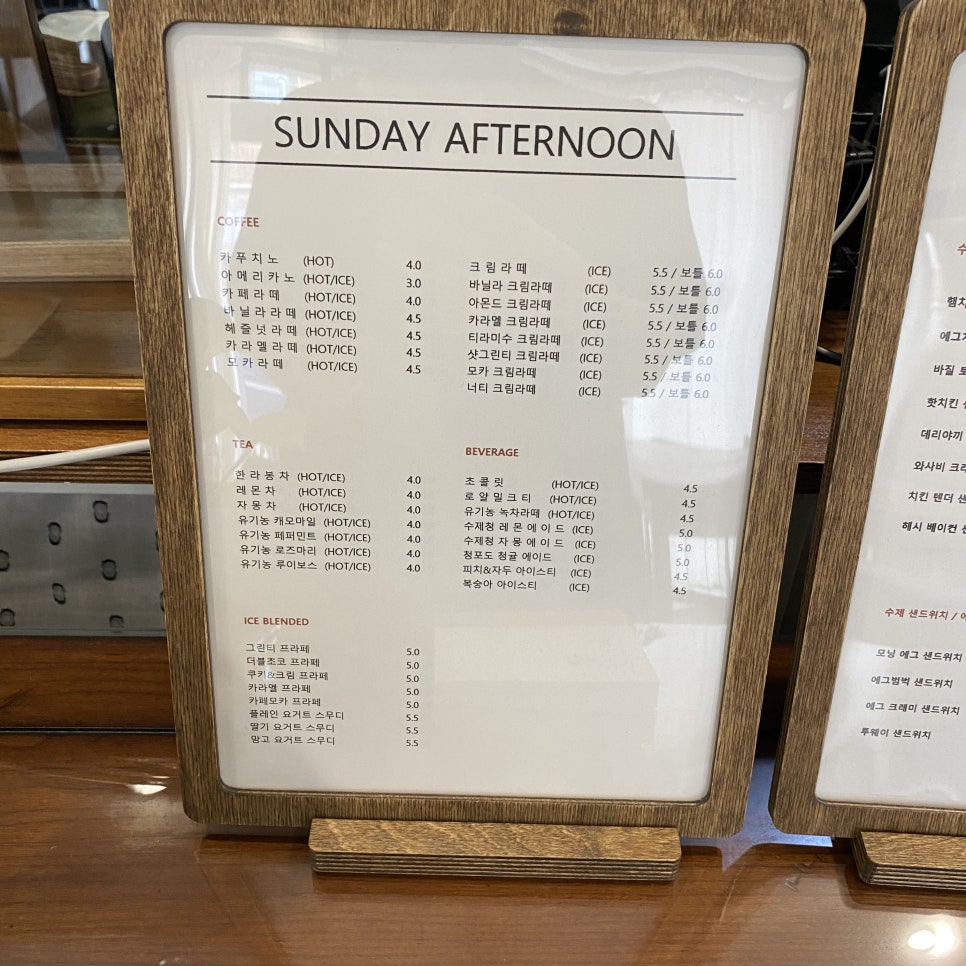 SUNDAY AFTERNOON
COFFEE
카 푸 치 노 (HOT) 4.0
아 메 리 카 노 (HOT/ICE) 3.0
카 페 라 떼 (HOT/ICE) 4.0
바 닐 라 라 떼 (HOT/ICE) 4.5
헤 즐 넛 라 떼 (HOT/ICE) 4.5
카 라 멜 라 떼 (HOT/ICE) 4.5
모 카 라 떼 (HOT/ICE) 4.5
크 림 라 떼 (ICE) 5.5 / 보틀 6.0
바닐라 크림라떼 (ICE) 5.5 / 보틀 6.0
아몬드 크림라떼 (ICE) 5.5 / 보틀 6.0
카라멜 크림라떼 (ICE) 5.5 / 보틀 6.0
티라미수 크림라떼 (ICE) 5.5 / 보틀 6.0
샷그린티 크림라떼 (ICE) 5.5 / 보틀 6.0
모카 크림라떼 (ICE) 5.5 / 보틀 6.0
너티 크림라떼 (ICE) 5.5 / 보틀 6.0
TEA
한 라 봉 차 (HOT/ICE) 4.0
레 몬 차 (HOT/ICE) 4.0
자 몽 차 (HOT/ICE) 4.0
유기농 캐모마일 (HOT/ICE) 4.0
유기농 페퍼민트 (HOT/ICE) 4.0
유기농 로즈마리 (HOT/ICE) 4.0
유기농 루이보스 (HOT/ICE) 4.0
BEVERAGE
초 콜 릿 (HOT/ICE) 4.5
로 얄 밀 크 티 (HOT/ICE) 4.5
유기농 녹차라떼 (HOT/ICE) 4.5
수제청 레 몬 에 이 드 (ICE) 5.0
수제청 자 몽 에 이 드 (ICE) 5.0
청포도 청귤 에이드 (ICE) 5.0
피치&자두 아이스티 (ICE) 4.5
복숭아 아이스티 (ICE) 4.5
ICE BLENDED
그린티 프라페 5.0
더블초코 프라페 5.0
쿠키&크림 프라페 5.0
카라멜 프라페 5.0
카페모카 프라페 5.0
플레인 요거트 스무디 5.5
딸기 요거트 스무디 5.5
망고 요거트 스무디 5.5
바질
핫치킨
데리야끼
와사비
치킨 텐더
헤시 베이컨
수제 샌드위치 /
모닝 에그 샌드위치
에그범벅 샌드위치
에그 크래미 샌드위치
투웨이 샌드위치